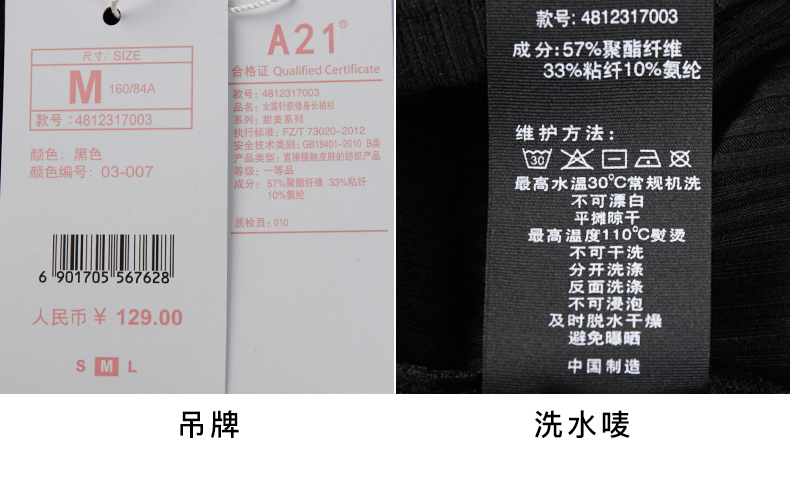 尺寸/ SIZE
M 160/84A
款号:4812317003
颜色: 黑色
颜色编号: 03-007
6 901705 567628
人民币 ¥ 129.00
S M L
A21®
合格证 Qualified Certificate
款号: 4812317003
品名: 女装针织修身长袖衫
系列: 甜美系列
执行标准: FZ/T 73020-2012
安全技术类别: GB18401-2010 B类
产品类型: 直接接触皮肤的纺织产品
等级: 一等品
成分: 57%聚酯纤维 33%粘纤
10%氨纶
质检员: 010
款号: 4812317003
成分:57%聚酯纤维
33%粘纤10%氨纶
维护方法:
30
最高水温30℃常规机洗
不可漂白
平摊晾干
最高温度110℃熨烫
不可干洗
分开洗涤
反面洗涤
不可浸泡
及时脱水干燥
避免曝晒
中国制造
吊牌
洗水唛